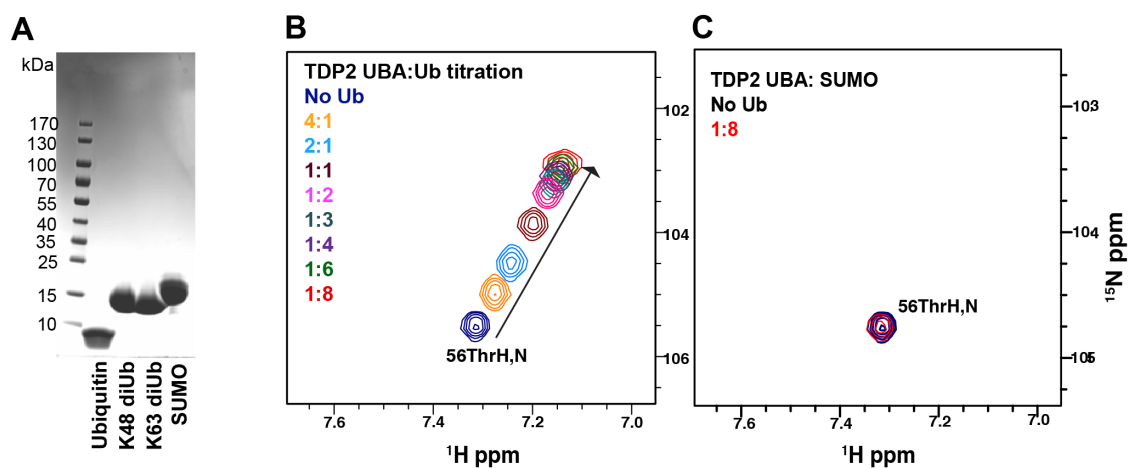 A
kDa
170
130
100
70
55
40
35
25
15
10
Ubiquitin
K48 diUb
K63 diUb
SUMO
B
TDP2 UBA:Ub titration
No Ub
4:1
2:1
1:1
1:2
1:3
1:4
1:6
1:8
56ThrH,N
102
104
106
7.6
7.4
7.2
7.0
¹H ppm
C
TDP2 UBA: SUMO
No Ub
1:8
56ThrH,N
103
104
105
¹⁵N ppm
7.6
7.4
7.2
7.0
¹H ppm